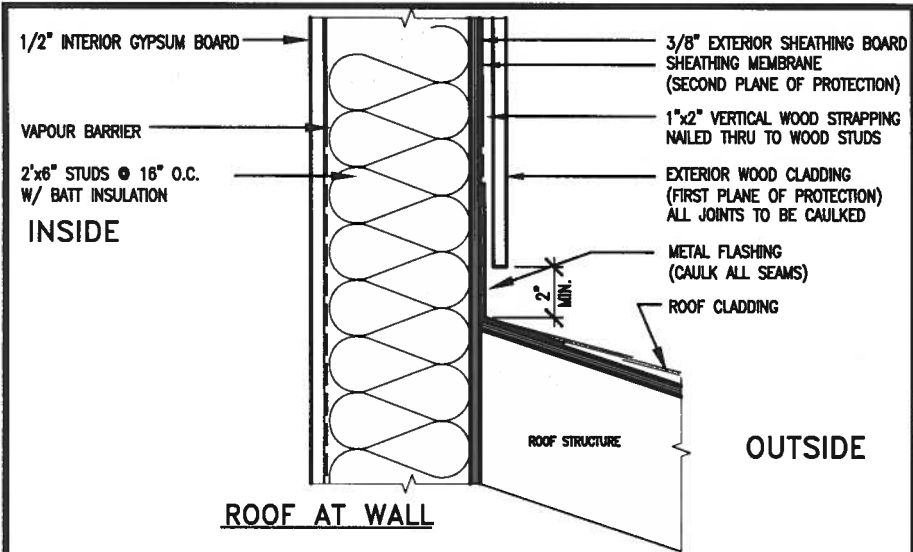 1/2" INTERIOR GYPSUM BOARD
VAPOUR BARRIER
2'x6" STUDS @ 16" O.C.
W/ BATT INSULATION
INSIDE
3/8" EXTERIOR SHEATHING BOARD
SHEATHING MEMBRANE
(SECOND PLANE OF PROTECTION)
1"x2" VERTICAL WOOD STRAPPING
NAILED THRU TO WOOD STUDS
EXTERIOR WOOD CLADDING
(FIRST PLANE OF PROTECTION)
ALL JOINTS TO BE CAULKED
METAL FLASHING
(CAULK ALL SEAMS)
2"
MIN.
ROOF CLADDING
ROOF STRUCTURE
OUTSIDE
ROOF AT WALL